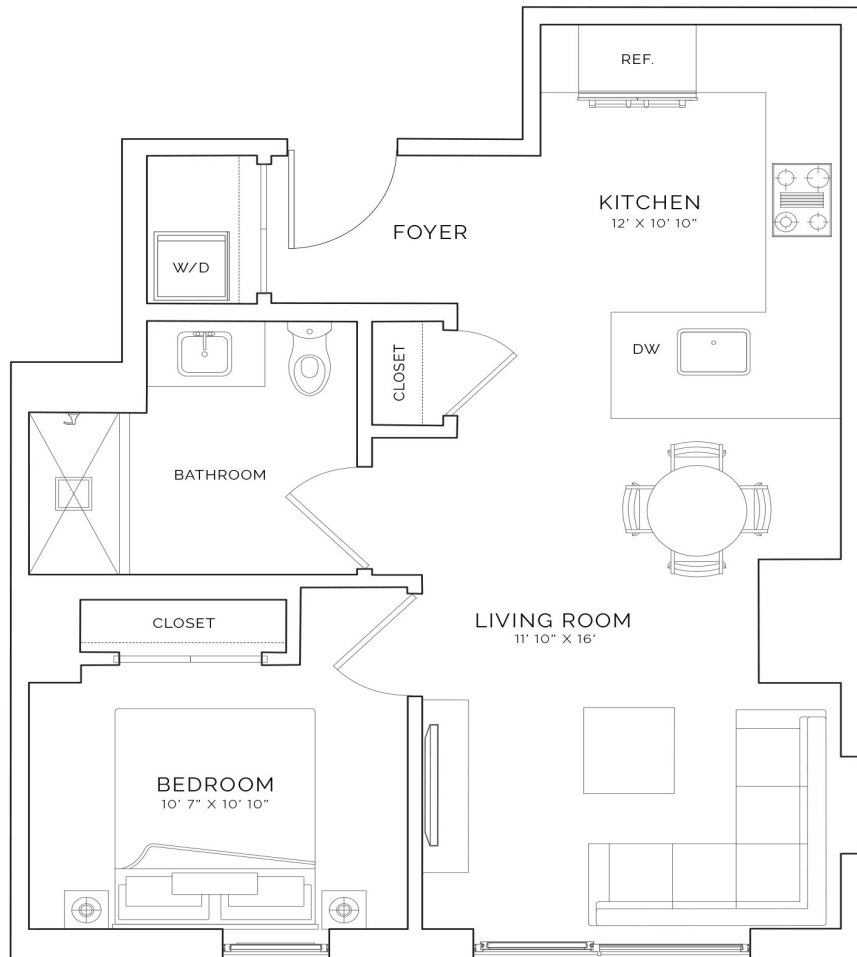 REF.
KITCHEN
12' X 10' 10"
FOYER
W/D
DW
CLOSET
BATHROOM
LIVING ROOM
11' 10" X 16'
CLOSET
BEDROOM
10' 7" X 10' 10"